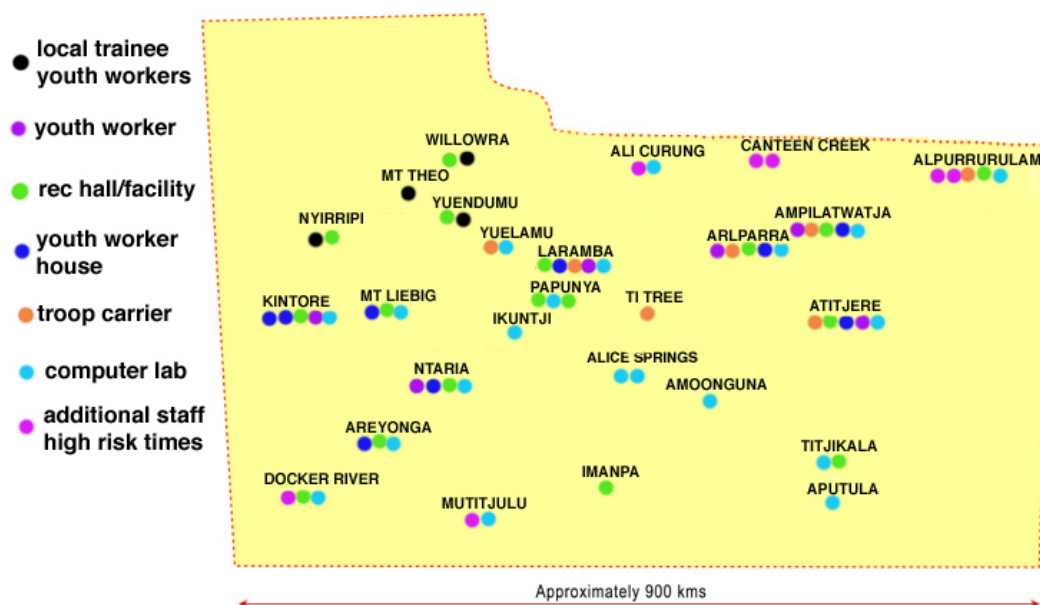 local trainee
youth workers
youth worker
rec hall/facility
youth worker
house
troop carrier
computer lab
additional staff
high risk times
WILLOWRA
ALI CURUNG
CANTEEN CREEK
ALPURRURULAM
MT THEO
YUENDUMU
NYIRRIPI
AMPILATWATJA
YUELAMU
ARLPARRA
LARAMBA
PAPUNYA
KINTORE
MT LIEBIG
TI TREE
ATITJERE
IKUNTJI
ALICE SPRINGS
NTARIA
AMOONGUNA
AREYONGA
TITJIKALA
DOCKER RIVER
IMANPA
APUTULA
MUTITJULU
Approximately 900 kms